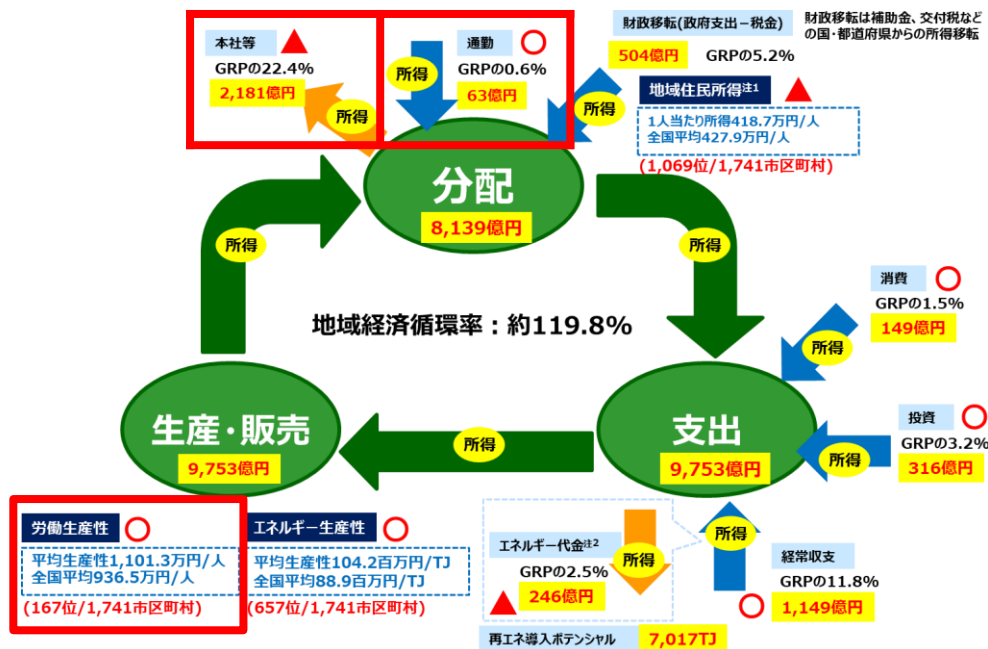 本社等
GRPの22.4%
2,181億円
所得
通勤
GRPの0.6%
63億円
所得
財政移転(政府支出－税金)
504億円 GRPの5.2%
財政移転は補助金、交付税など
の国・都道府県からの所得移転
所得
地域住民所得注1
1人当たり所得418.7万円/人
全国平均427.9万円/人
(1,069位/1,741市区町村)
分配
8,139億円
所得
所得
地域経済循環率：約119.8%
消費
GRPの1.5%
149億円
所得
生産・販売
9,753億円
所得
支出
9,753億円
投資
GRPの3.2%
316億円
所得
労働生産性
平均生産性1,101.3万円/人
全国平均936.5万円/人
(167位/1,741市区町村)
エネルギー生産性
平均生産性104.2百万円/TJ
全国平均88.9百万円/TJ
(657位/1,741市区町村)
エネルギー代金注2
GRPの2.5%
246億円
所得
所得
経常収支
GRPの11.8%
1,149億円
再エネ導入ポテンシャル 7,017TJ